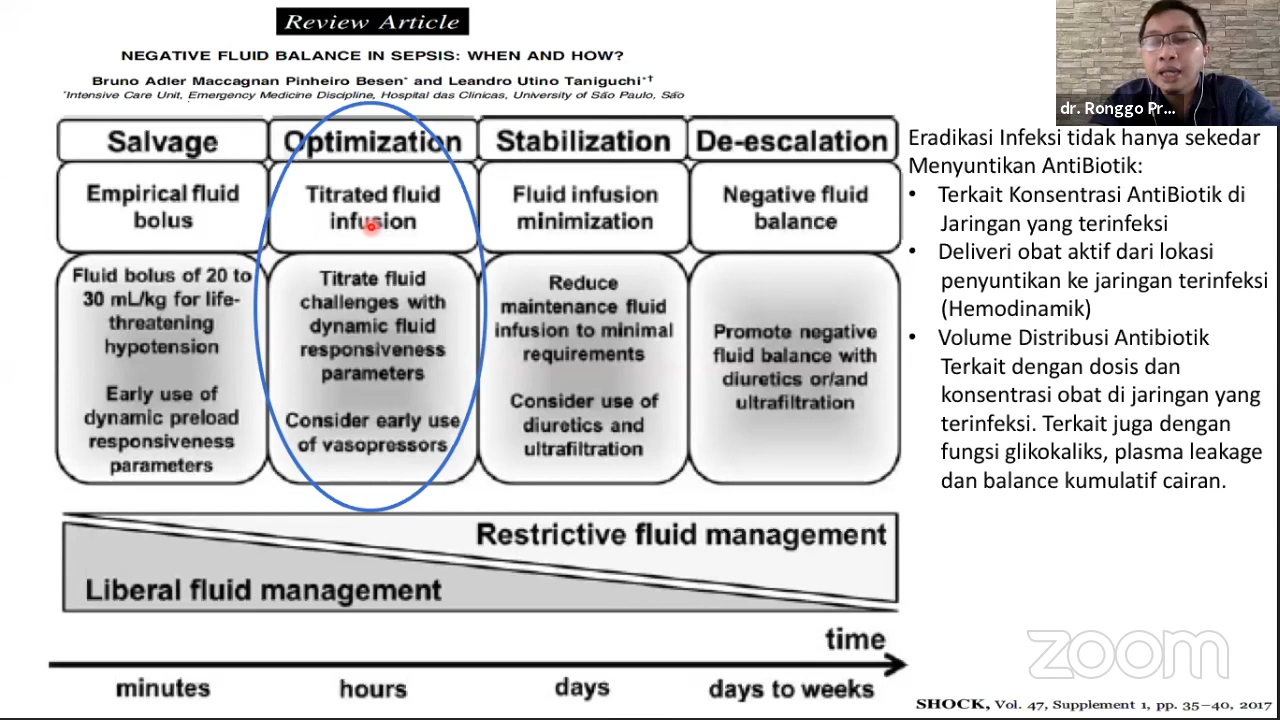 Review Article
NEGATIVE FLUID BALANCE IN SEPSIS: WHEN AND HOW?
Bruno Adler Maccagnan Pinheiro Besen* and Leandro Utino Taniguchi*†
*Intensive Care Unit, Emergency Medicine Discipline, Hospital das Clínicas, University of São Paulo, São
dr. Ronggo Pr...
Salvage
Empirical fluid
bolus
Fluid bolus of 20 to
30 mL/kg for life-
threatening
hypotension
Early use of
dynamic preload
responsiveness
parameters
Optimization
Titrated fluid
infusion
Titrate fluid
challenges with
dynamic fluid
responsiveness
parameters
Consider early use
of vasopressors
Stabilization
Fluid infusion
minimization
Reduce
maintenance fluid
infusion to minimal
requirements
Consider use of
diuretics and
ultrafiltration
De-escalation
Negative fluid
balance
Promote negative
fluid balance with
diuretics or/and
ultrafiltration
Restrictive fluid management
Liberal fluid management
time
minutes
hours
days
days to weeks
Eradikasi Infeksi tidak hanya sekedar
Menyuntikan AntiBiotik:
• Terkait Konsentrasi AntiBiotik di
Jaringan yang terinfeksi
• Deliveri obat aktif dari lokasi
penyuntikan ke jaringan terinfeksi
(Hemodinamik)
• Volume Distribusi Antibiotik
Terkait dengan dosis dan
konsentrasi obat di jaringan yang
terinfeksi. Terkait juga dengan
fungsi glikokaliks, plasma leakage
dan balance kumulatif cairan.
zoom
SHOCK, Vol. 47, Supplement 1, pp. 35–40, 2017